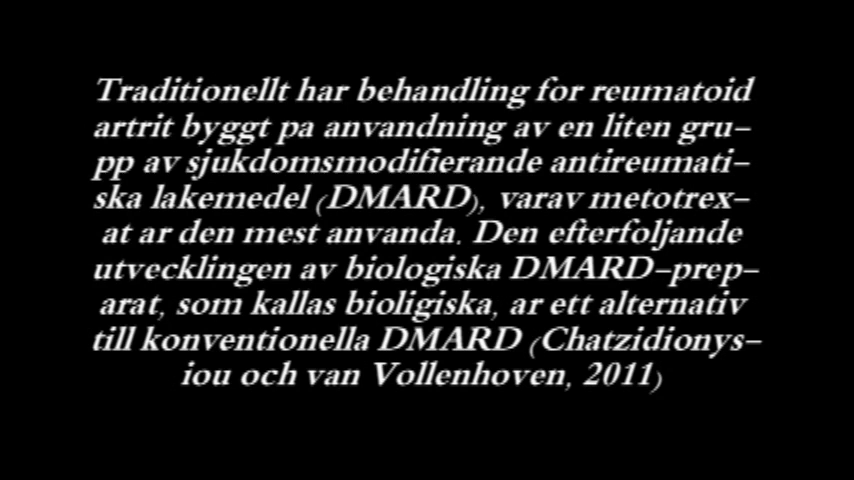 Traditionellt har behandling for reumatoid
artrit byggt pa anvandning av en liten gru-
pp av sjukdomsmodifierande antireumati-
ska lakemedel (DMARD), varav metotrex-
at ar den mest anvanda. Den efterfoljande
utvecklingen av biologiska DMARD-prep-
arat, som kallas bioligiska, ar ett alternativ
till konventionella DMARD (Chatzidionys-
iou och van Vollenhoven, 2011)